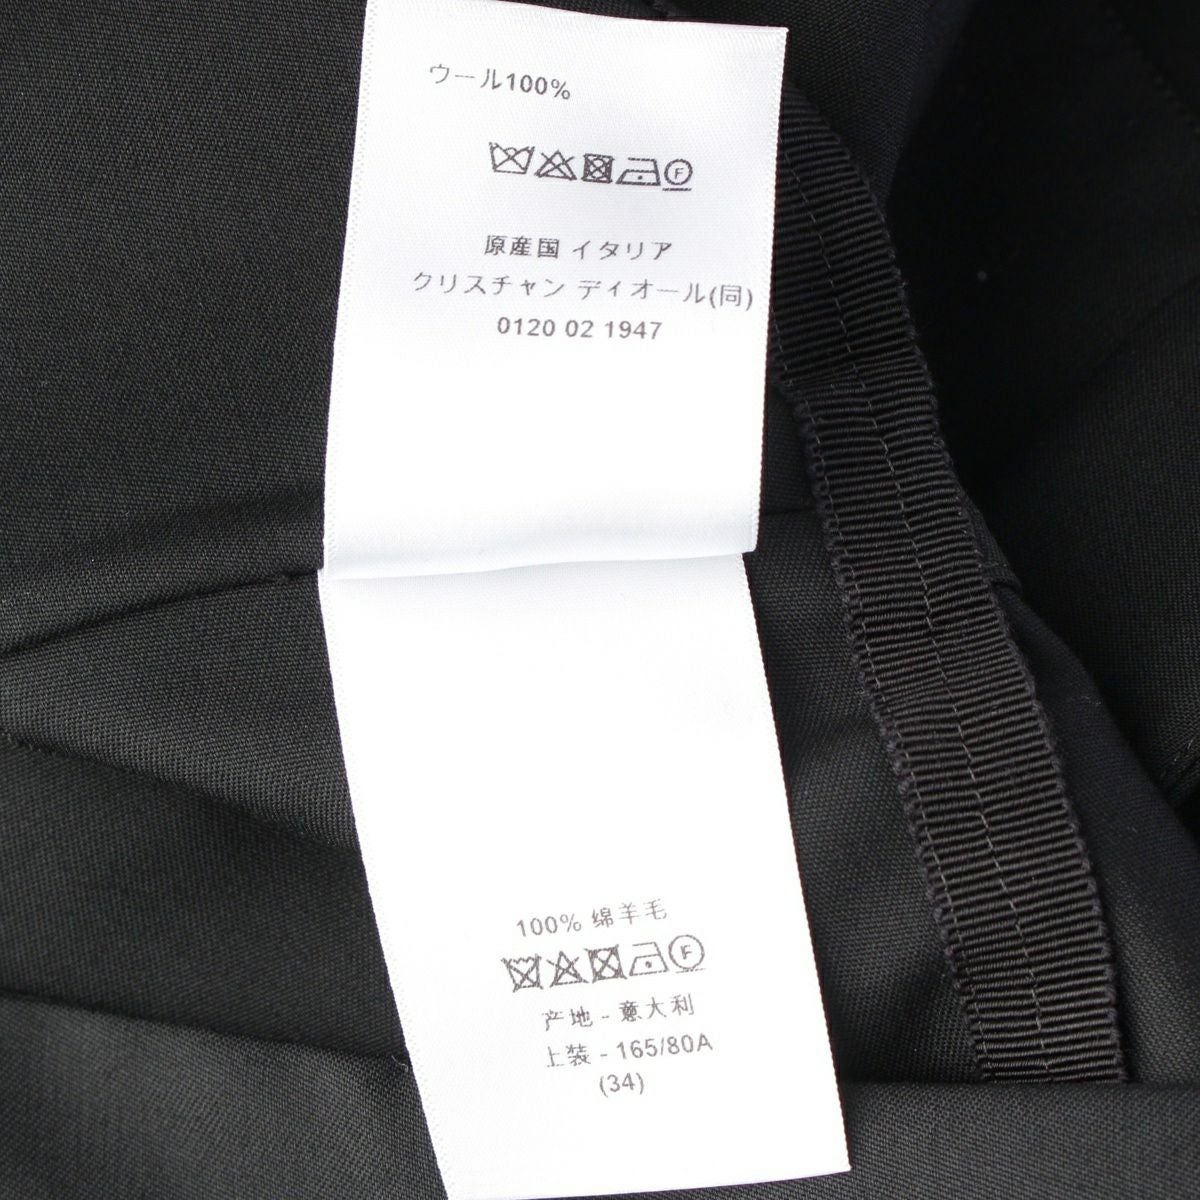 ウール100%
F
原産国 イタリア
クリスチャン ディオール(同)
0120 02 1947
100% 绵羊毛
F
产地 - 意大利
上装 - 165/80A
(34)